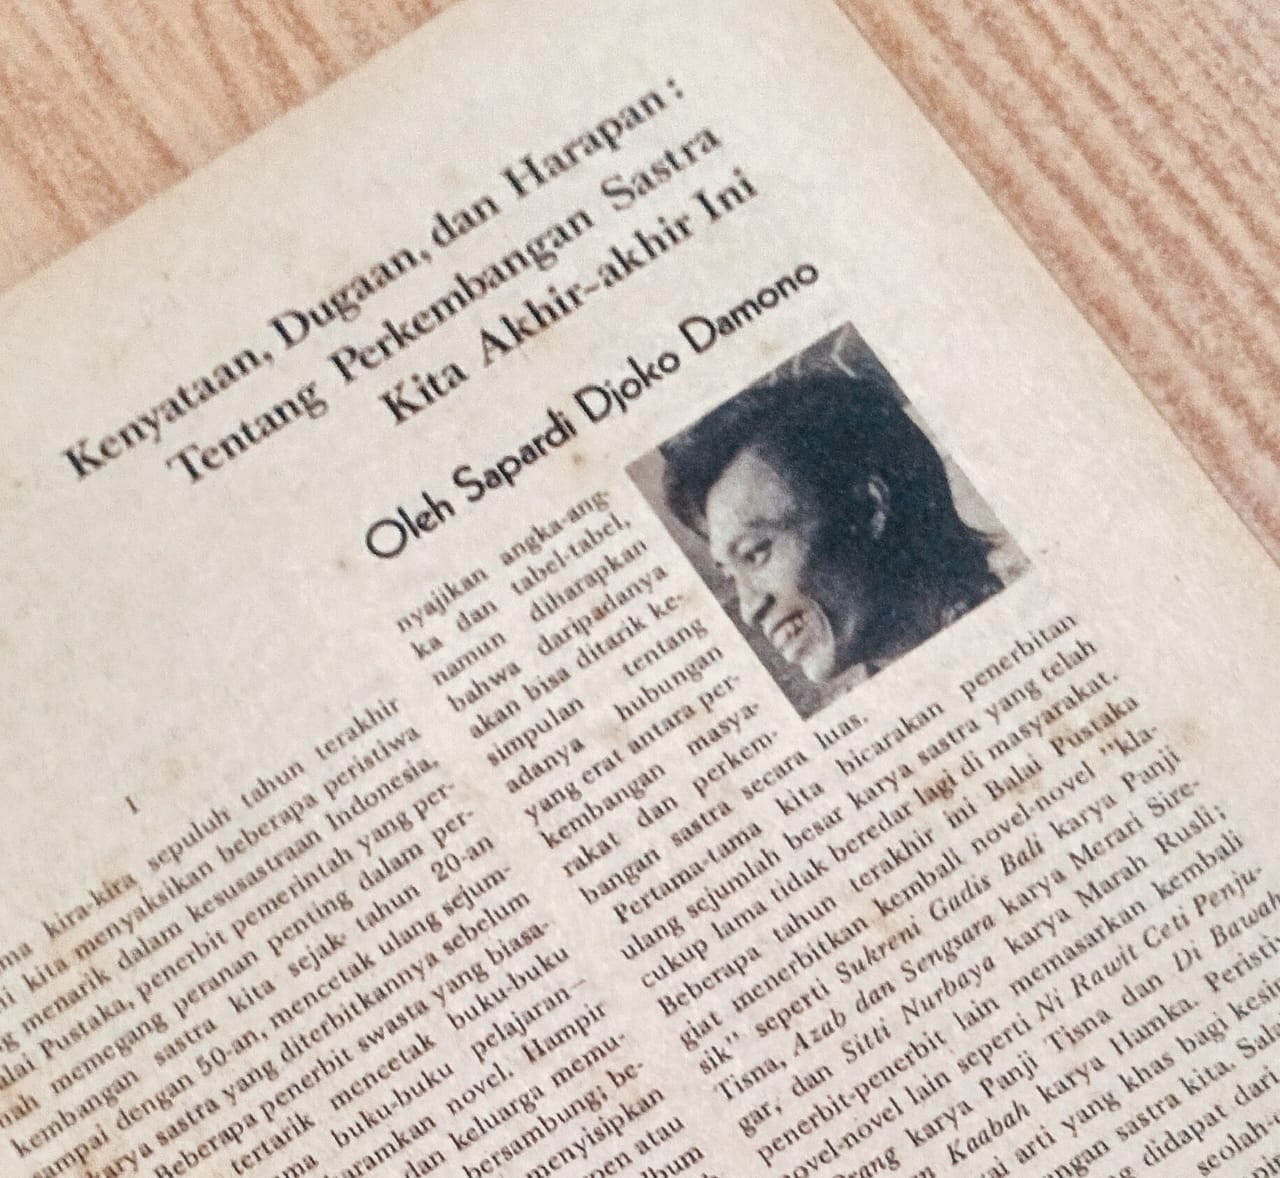 Kenyataan, Dugaan, dan Harapan :
Tentang Perkembangan Sastra
Kita Akhir-akhir Ini
Oleh Sapardi Djoko Damono
I
kira-kira sepuluh tahun terakhir
kita menyaksikan beberapa peristiwa
menarik dalam kesusastraan Indonesia.
Pustaka, penerbit pemerintah yang per-
memegang peranan penting dalam per-
kembangan sastra kita sejak tahun 20-an
sampai dengan 50-an, mencetak ulang sejum-
karya sastra yang diterbitkannya sebelum
Beberapa penerbit swasta yang biasa-
tertarik mencetak buku-buku
buku-buku pelajaran—
novel. Hampir
dan keluarga memu-
bersambung; be-
menyisipkan
atau
nyajikan angka-ang-
ka dan tabel-tabel,
namun diharapkan
bahwa daripadanya
akan bisa ditarik ke-
simpulan tentang
adanya hubungan
yang erat antara per-
kembangan masya-
rakat dan perkem-
bangan sastra secara luas.
Pertama-tama kita bicarakan penerbitan
ulang sejumlah besar karya sastra yang telah
cukup lama tidak beredar lagi di masyarakat.
Beberapa tahun terakhir ini Balai Pustaka
giat menerbitkan kembali novel-novel "kla-
sik" seperti Sukreni Gadis Bali karya Panji
Tisna, Azab dan Sengsara karya Merari Sire-
gar, dan Sitti Nurbaya karya Marah Rusli;
penerbit-penerbit lain memasarkan kembali
novel-novel lain seperti Ni Rawit Ceti Penju-
Orang karya Panji Tisna dan Di Bawah
Kaabah karya Hamka.
arti yang khas bagi
sastra kita.
didapat dari